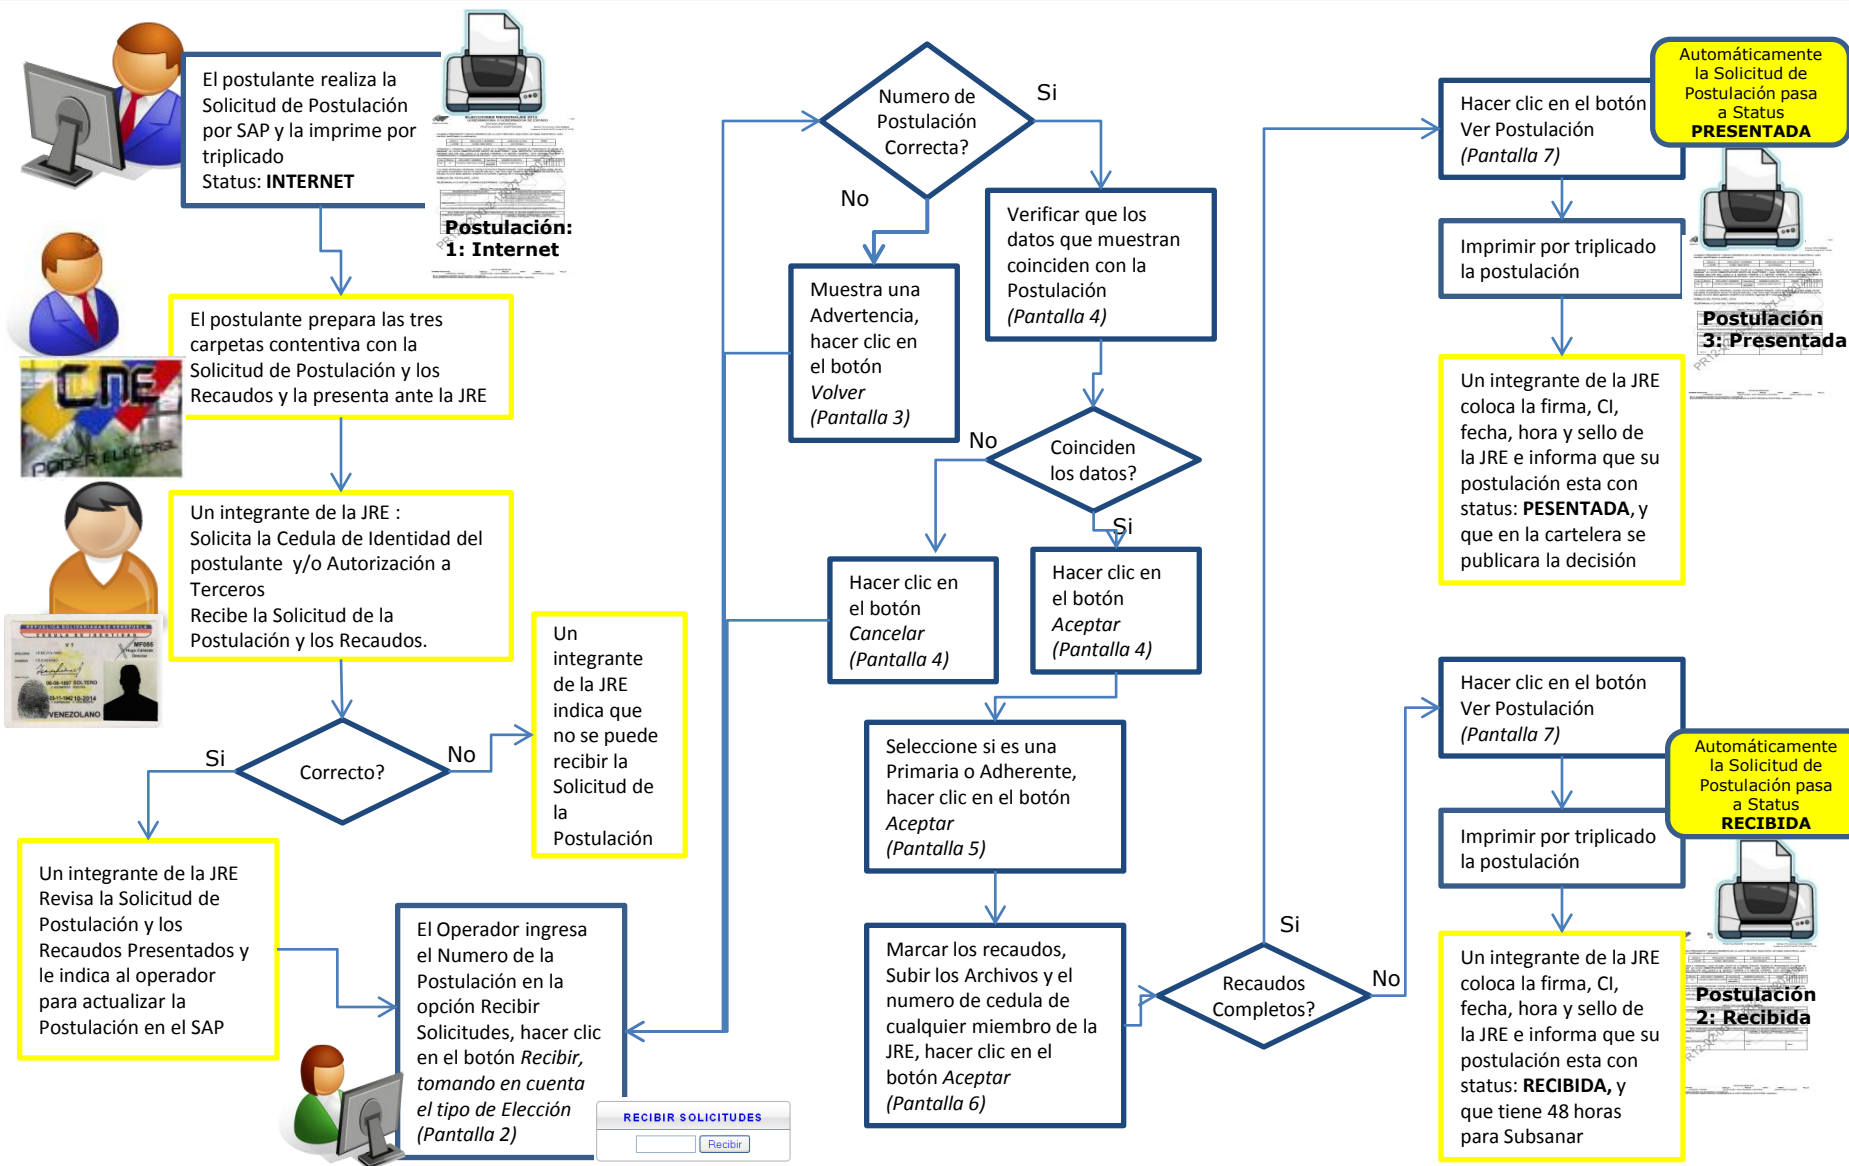 El postulante realiza la
Solicitud de Postulación
por SAP y la imprime por
triplicado
Status: INTERNET
ELECCIONES REGIONALES 2012
Postulación:
1: Internet
El postulante prepara las tres
carpetas contentiva con la
Solicitud de Postulación y los
Recaudos y la presenta ante la JRE
CNE
PODER ELECTORAL
Un integrante de la JRE :
Solicita la Cedula de Identidad del
postulante y/o Autorización a
Terceros
Recibe la Solicitud de la
Postulación y los Recaudos.
REPUBLICA BOLIVARIANA DE VENEZUELA
CEDULA DE IDENTIDAD
V 1
MF055
Director
SOLTERO
10-2014
VENEZOLANO
Correcto?
Si
No
Un
integrante
de la JRE
indica que
no se puede
recibir la
Solicitud de
la
Postulación
Un integrante de la JRE
Revisa la Solicitud de
Postulación y los
Recaudos Presentados y
le indica al operador
para actualizar la
Postulación en el SAP
El Operador ingresa
el Numero de la
Postulación en la
opción Recibir
Solicitudes, hacer clic
en el botón Recibir,
tomando en cuenta
el tipo de Elección
(Pantalla 2)
RECIBIR SOLICITUDES
Recibir
Numero de
Postulación
Correcta?
Si
No
Muestra una
Advertencia,
hacer clic en
el botón
Volver
(Pantalla 3)
Verificar que los
datos que muestran
coinciden con la
Postulación
(Pantalla 4)
Coinciden
los datos?
No
Si
Hacer clic en
el botón
Cancelar
(Pantalla 4)
Hacer clic en
el botón
Aceptar
(Pantalla 4)
Seleccione si es una
Primaria o Adherente,
hacer clic en el botón
Aceptar
(Pantalla 5)
Marcar los recaudos,
Subir los Archivos y el
numero de cedula de
cualquier miembro de la
JRE, hacer clic en el
botón Aceptar
(Pantalla 6)
Recaudos
Completos?
Si
No
Hacer clic en el botón
Ver Postulación
(Pantalla 7)
Automáticamente
la Solicitud de
Postulación pasa
a Status
PRESENTADA
Imprimir por triplicado
la postulación
Postulación
3: Presentada
Un integrante de la JRE
coloca la firma, CI,
fecha, hora y sello de
la JRE e informa que su
postulación esta con
status: PESENTADA, y
que en la cartelera se
publicara la decisión
Hacer clic en el botón
Ver Postulación
(Pantalla 7)
Automáticamente
la Solicitud de
Postulación pasa
a Status
RECIBIDA
Imprimir por triplicado
la postulación
Postulación
2: Recibida
Un integrante de la JRE
coloca la firma, CI,
fecha, hora y sello de
la JRE e informa que su
postulación esta con
status: RECIBIDA, y
que tiene 48 horas
para Subsanar